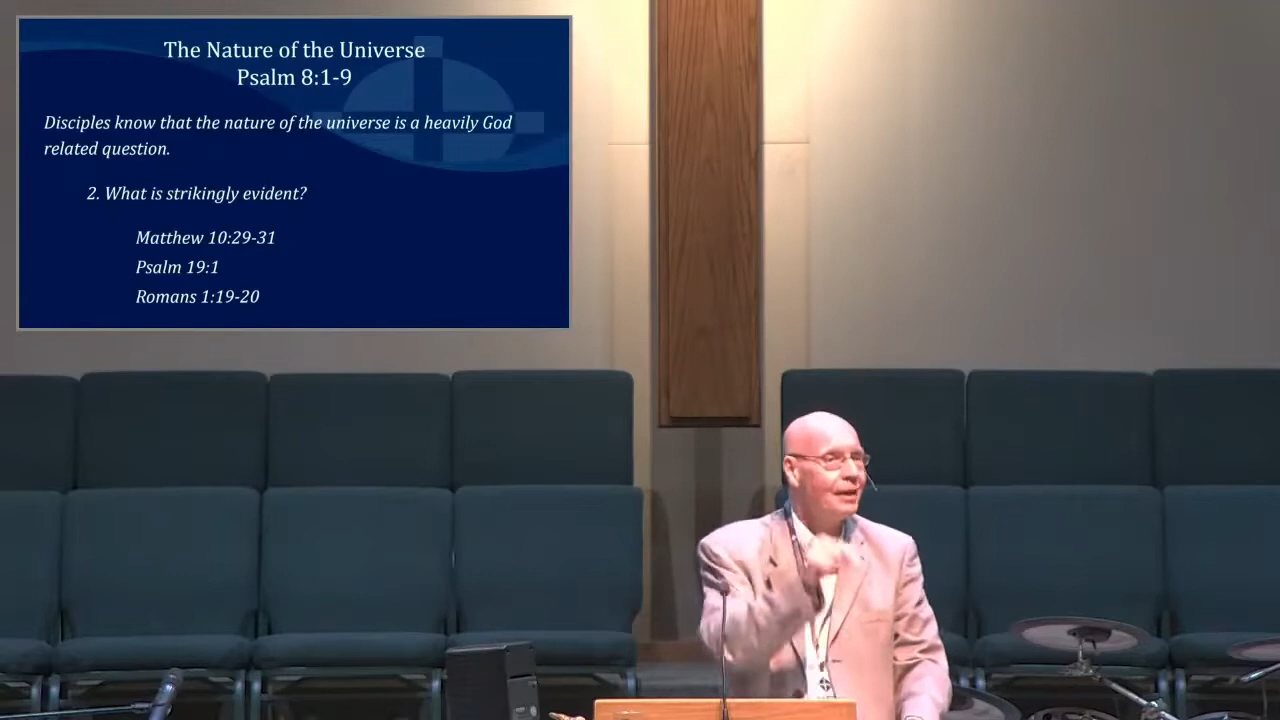 The Nature of the Universe
Psalm 8:1-9
Disciples know that the nature of the universe is a heavily God
related question.
2. What is strikingly evident?
Matthew 10:29-31
Psalm 19:1
Romans 1:19-20